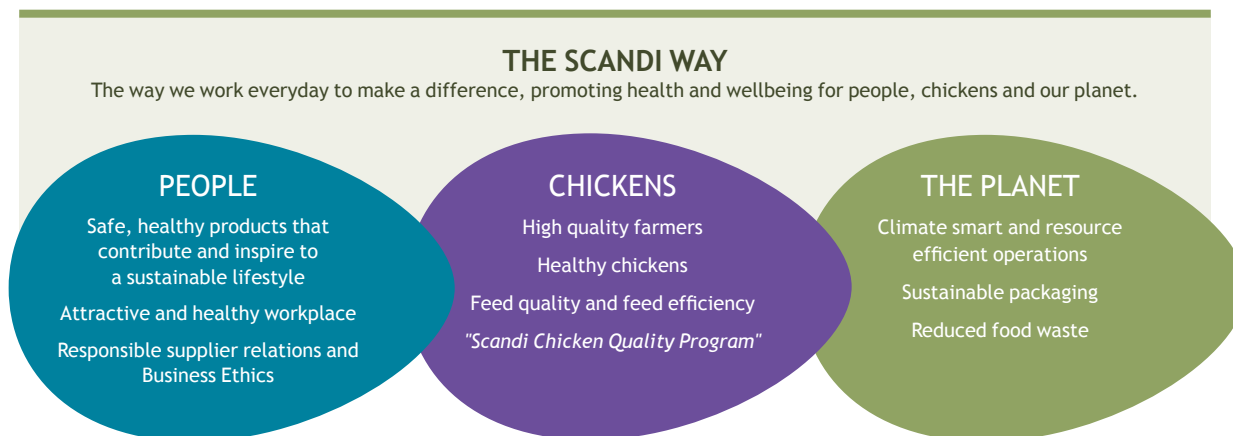 THE SCANDI WAY
The way we work everyday to make a difference, promoting health and wellbeing for people, chickens and our planet.
PEOPLE
Safe, healthy products that
contribute and inspire to
a sustainable lifestyle
Attractive and healthy workplace
Responsible supplier relations and
Business Ethics
CHICKENS
High quality farmers
Healthy chickens
Feed quality and feed efficiency
"Scandi Chicken Quality Program"
THE PLANET
Climate smart and resource
efficient operations
Sustainable packaging
Reduced food waste